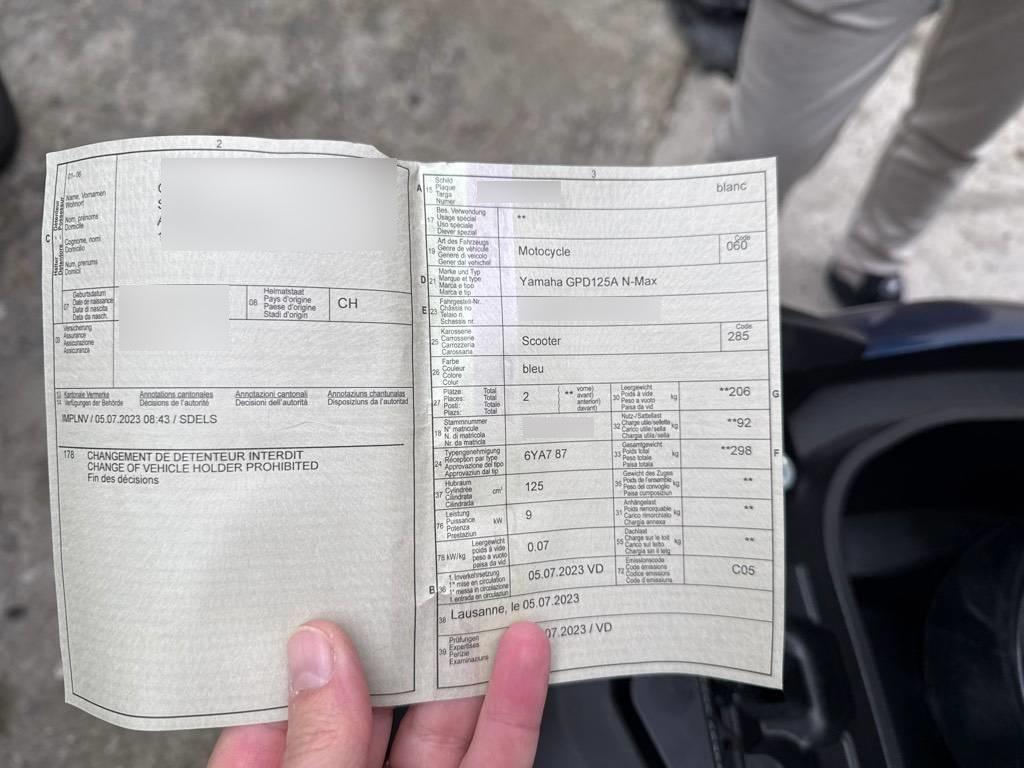 2
01-06
C
Name, Vornamen
Wohnort
Nom, prénoms
Domicile
Cognome, nomi
Domicilio
Num, prenums
Domicil
07
Geburtsdatum
Date de naissance
Data di nascita
Data da nasch.
08
Heimatstaat
Pays d'origine
Paese d'origine
Stadi d'origin
CH
09
Versicherung
Assurance
Assicurazione
Assicuranza
13
14
Kantonale Vermerke
Verfügungen der Behörde
Annotations cantonales
Décisions de l'autorité
Annotazioni cantonali
Decisioni dell'autorità
Annotaziuns chantunalas
Disposiziuns da l'autoritad
IMPLNV / 05.07.2023 08:43 / SDELS
178 CHANGEMENT DE DETENTEUR INTERDIT
CHANGE OF VEHICLE HOLDER PROHIBITED
Fin des décisions
3
A 15
Schild
Plaque
Targa
Numer
blanc
17
Bes. Verwendung
Usage spécial
Uso speciale
Diever spezial
**
19
Art des Fahrzeugs
Genre de véhicule
Genere di veicolo
Gener dal vehichel
Motocycle
Code
060
D 21
Marke und Typ
Marque et type
Marca e tipo
Marca e tip
Yamaha GPD125A N-Max
E 23
Fahrgestell-Nr.
Châssis no
Telaio n.
Schassis nr.
25
Karosserie
Carrosserie
Carrozzeria
Carossaria
Scooter
Code
285
26
Farbe
Couleur
Colore
Colur
bleu
27
Plätze: Total
Places: Total
Posti: Totale
Plazs: Total
2
**
vorne)
avant)
anteriori)
davant)
30
Leergewicht
Poids à vide
Peso a vuoto
Paisa da vid
kg
**206
G
18
Stammnummer
N° matricule
N. di matricola
Nr. da matricla
32
Nutz-/Sattellast
Charge utile/sellette
Carico utile/sella
Chargia utila/sella
kg
**92
24
Typengenehmigung
Réception par type
Approvazione del tipo
Approvaziun dal tip
6YA7 87
33
Gesamtgewicht
Poids total
Peso totale
Paisa totala
kg
**298
F
37
Hubraum
Cylindrée
Cilindrata
Cilindrada
cm³
125
35
Gewicht des Zuges
Poids de l'ensemble
Peso del convoglio
Paisa cumposiziun
kg
**
76
Leistung
Puissance
Potenza
Prestaziun
kW
9
31
Anhängelast
Poids remorquable
Carico rimorchiato
Chargia annexa
kg
**
78 kW/kg
Leergewicht
poids à vide
peso a vuoto
paisa da vid
0.07
55
Dachlast
Charge sur le toit
Carico sul tetto
Chargia sin il tetg
kg
**
B 36
1. Inverkehrsetzung
1re mise en circulation
1a messa in circolazione
1. entrada en circulaziun
05.07.2023 VD
72
Emissionscode
Code émissions
Codice emissioni
Code d'emissiuns
C05
38
Lausanne, le 05.07.2023
39
Prüfungen
Expertises
Perizie
Examinaziuns
07.2023 / VD